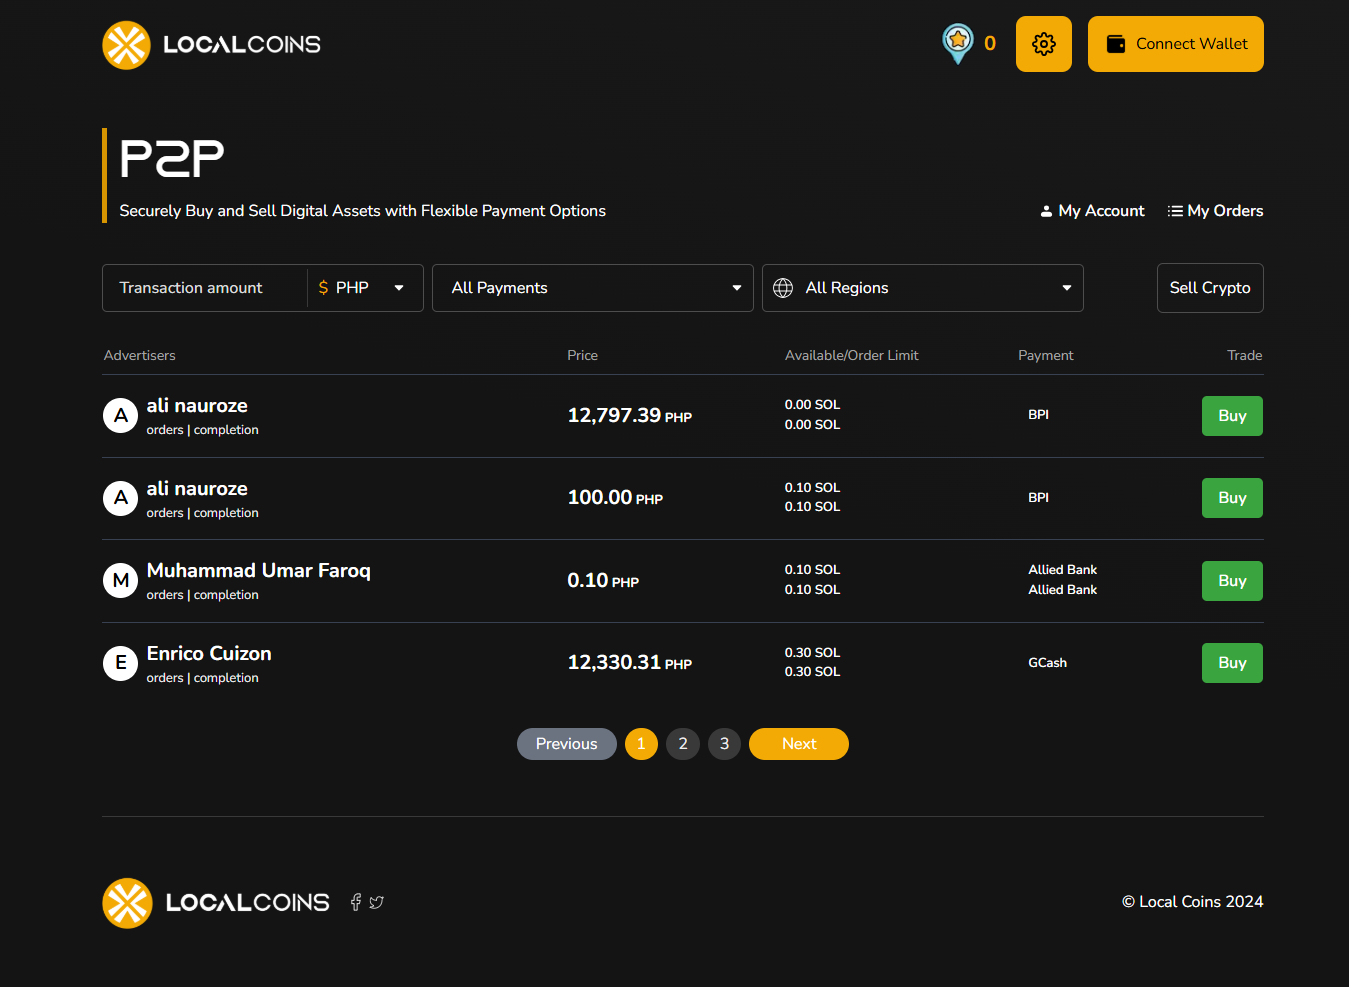 LOCALCOINS
0
Connect Wallet
P2P
Securely Buy and Sell Digital Assets with Flexible Payment Options
My Account
My Orders
Transaction amount
$ PHP
All Payments
All Regions
Sell Crypto
Advertisers Price Available/Order Limit Payment Trade
A
ali nauroze
orders | completion
12,797.39 PHP
0.00 SOL
0.00 SOL
BPI
Buy
A
ali nauroze
orders | completion
100.00 PHP
0.10 SOL
0.10 SOL
BPI
Buy
M
Muhammad Umar Faroq
orders | completion
0.10 PHP
0.10 SOL
0.10 SOL
Allied Bank
Allied Bank
Buy
E
Enrico Cuizon
orders | completion
12,330.31 PHP
0.30 SOL
0.30 SOL
GCash
Buy
Previous 1 2 3 Next
LOCALCOINS
© Local Coins 2024